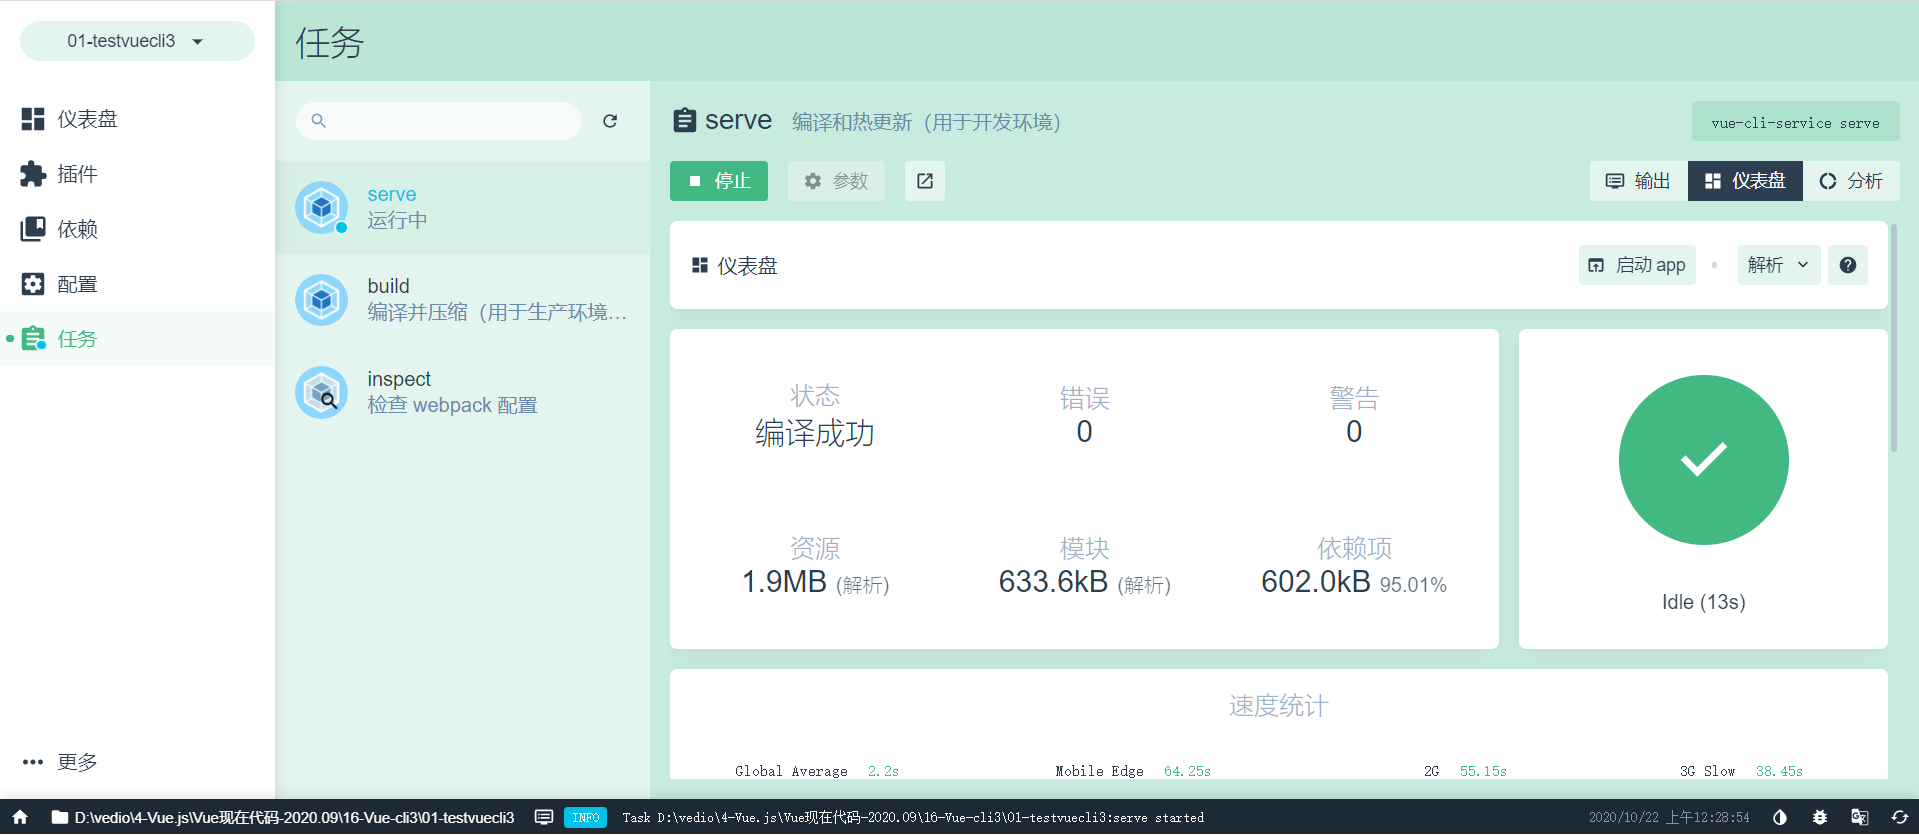 01-testvuecli3
仪表盘
插件
依赖
配置
任务
更多
任务
serve
运行中
build
编译并压缩（用于生产环境…
inspect
检查 webpack 配置
serve 编译和热更新（用于开发环境）
vue-cli-service serve
停止 参数
输出 仪表盘 分析
仪表盘
启动 app 解析
状态 错误 警告
编译成功 0 0
资源 模块 依赖项
1.9MB (解析) 633.6kB (解析) 602.0kB 95.01%
Idle (13s)
速度统计
Global Average 2.2s Mobile Edge 64.25s 2G 55.15s 3G Slow 38.45s
D:\vedio\4-Vue.js\Vue现在代码-2020.09\16-Vue-cli3\01-testvuecli3 INFO Task D:\vedio\4-Vue.js\Vue现在代码-2020.09\16-Vue-cli3\01-testvuecli3:serve started 2020/10/22 上午12:28:54